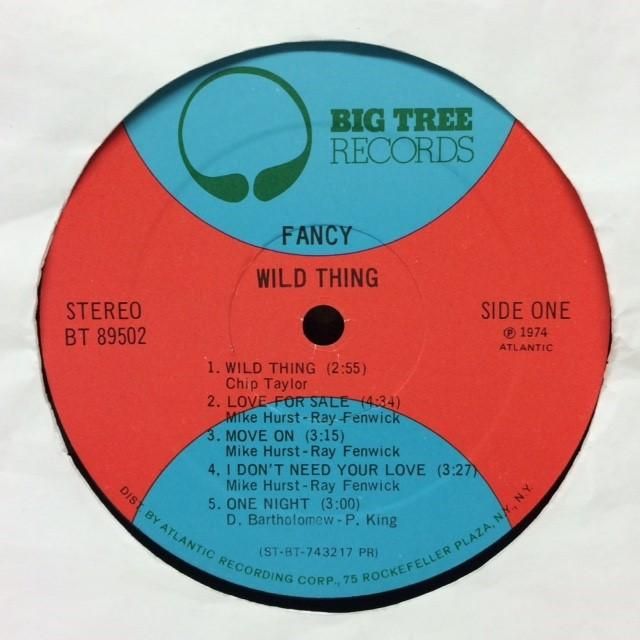 BIG TREE
RECORDS
FANCY
WILD THING
STEREO
BT 89502
SIDE ONE
Ⓟ 1974
ATLANTIC
1. WILD THING (2:55)
Chip Taylor
2. LOVE FOR SALE (4:34)
Mike Hurst-Ray Fenwick
3. MOVE ON (3:15)
Mike Hurst-Ray Fenwick
4. I DON'T NEED YOUR LOVE (3:27)
Mike Hurst-Ray Fenwick
5. ONE NIGHT (3:00)
D. Bartholomew-P. King
(ST-BT-743217 PR)
DIST. BY ATLANTIC RECORDING CORP., 75 ROCKEFELLER PLAZA, N.Y., N.Y.